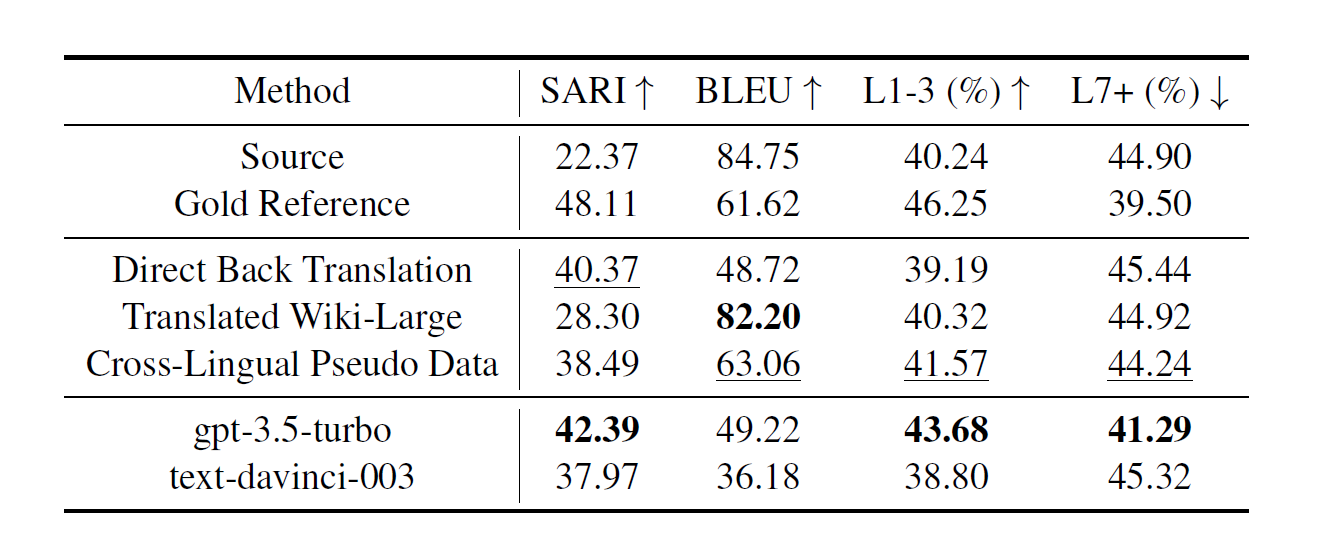 Method SARI ↑ BLEU ↑ L1-3 (%) ↑ L7+ (%) ↓
Source 22.37 84.75 40.24 44.90
Gold Reference 48.11 61.62 46.25 39.50
Direct Back Translation 40.37 48.72 39.19 45.44
Translated Wiki-Large 28.30 82.20 40.32 44.92
Cross-Lingual Pseudo Data 38.49 63.06 41.57 44.24
gpt-3.5-turbo 42.39 49.22 43.68 41.29
text-davinci-003 37.97 36.18 38.80 45.32